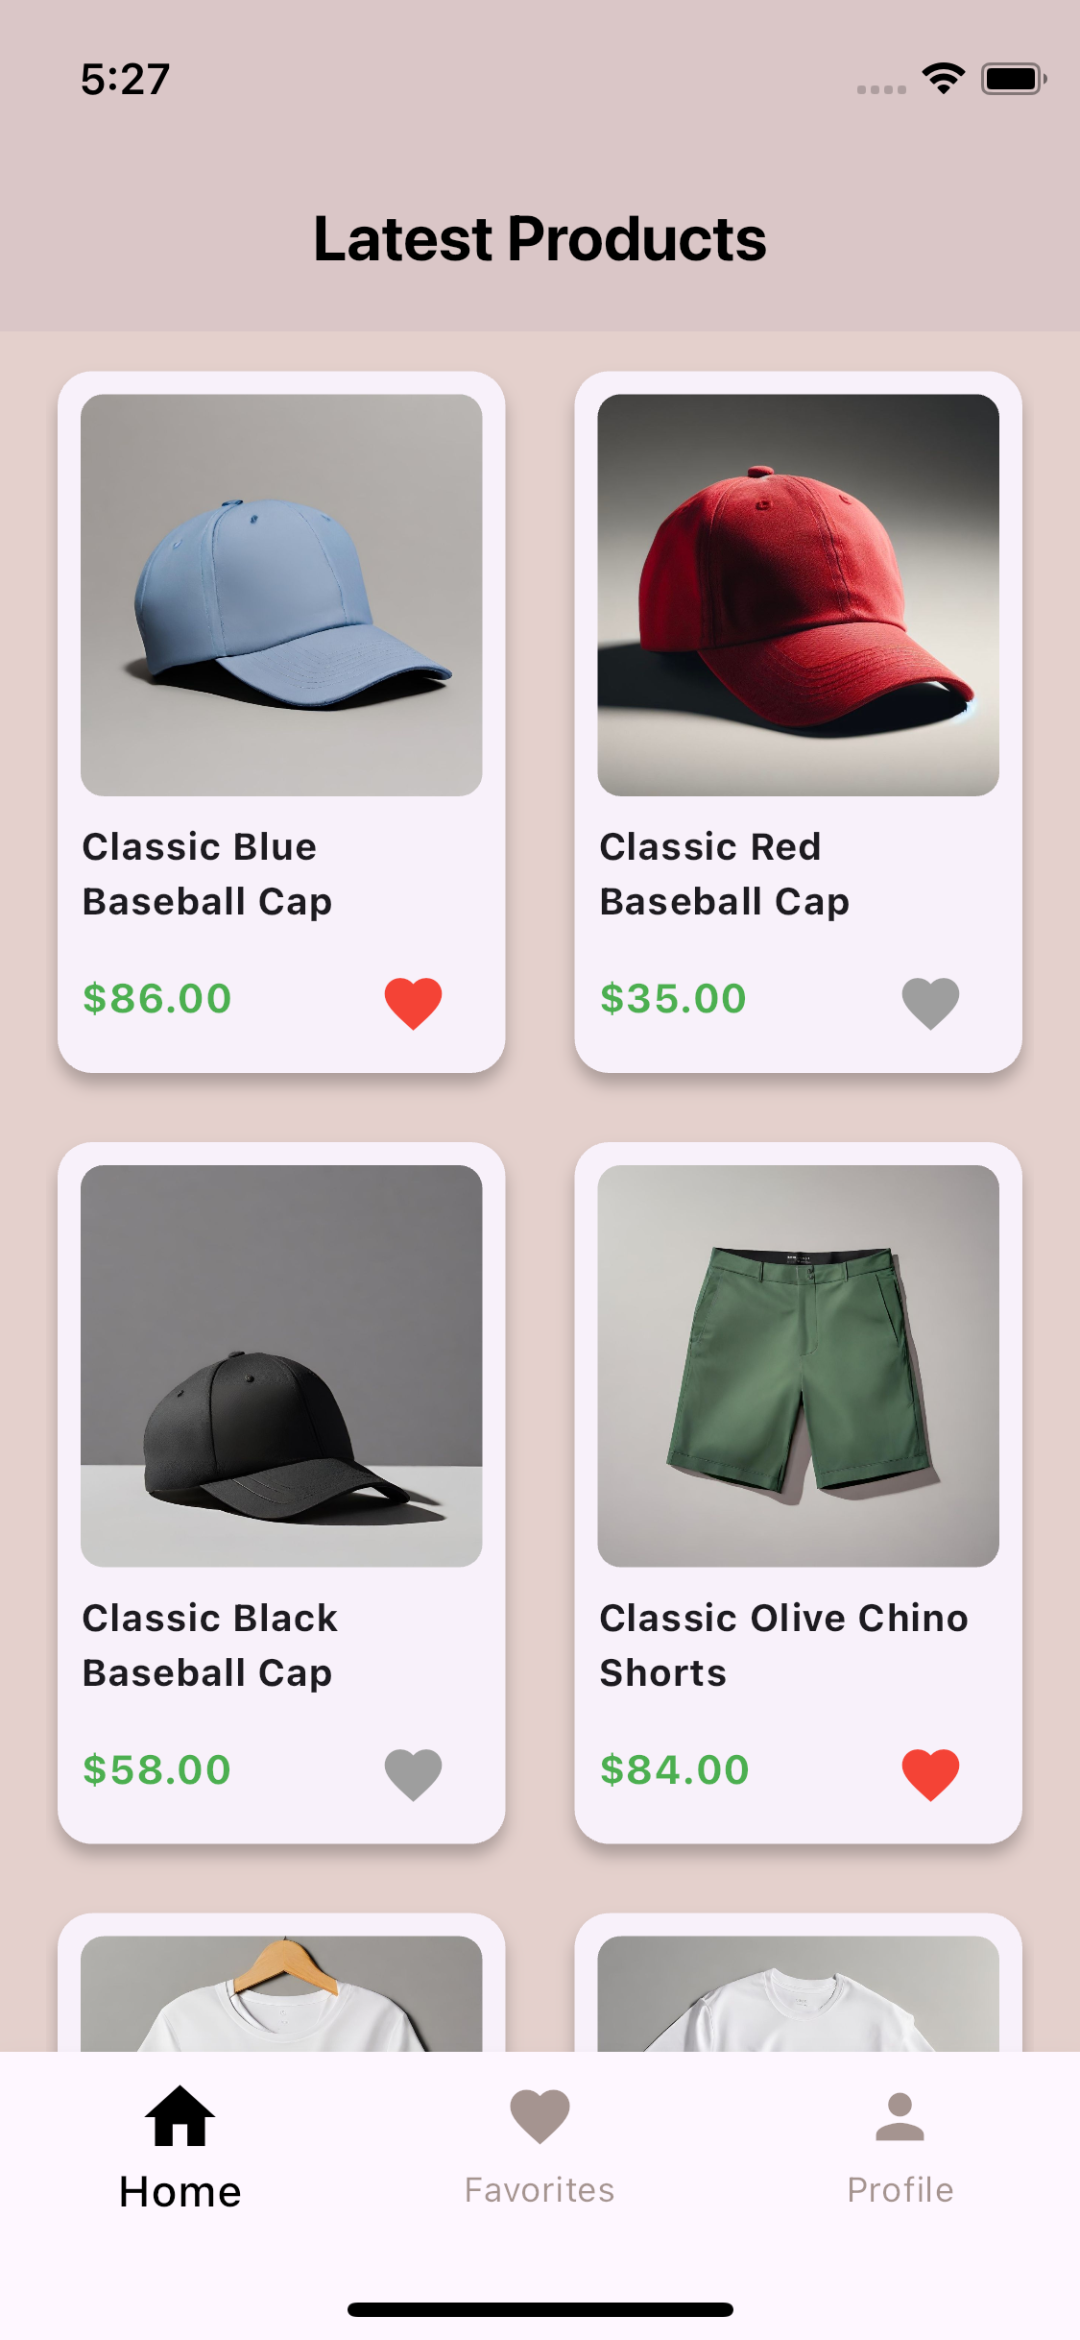 5:27
Latest Products
Classic Blue
Baseball Cap
$86.00
Classic Red
Baseball Cap
$35.00
Classic Black
Baseball Cap
$58.00
Classic Olive Chino
Shorts
$84.00
Home
Favorites
Profile